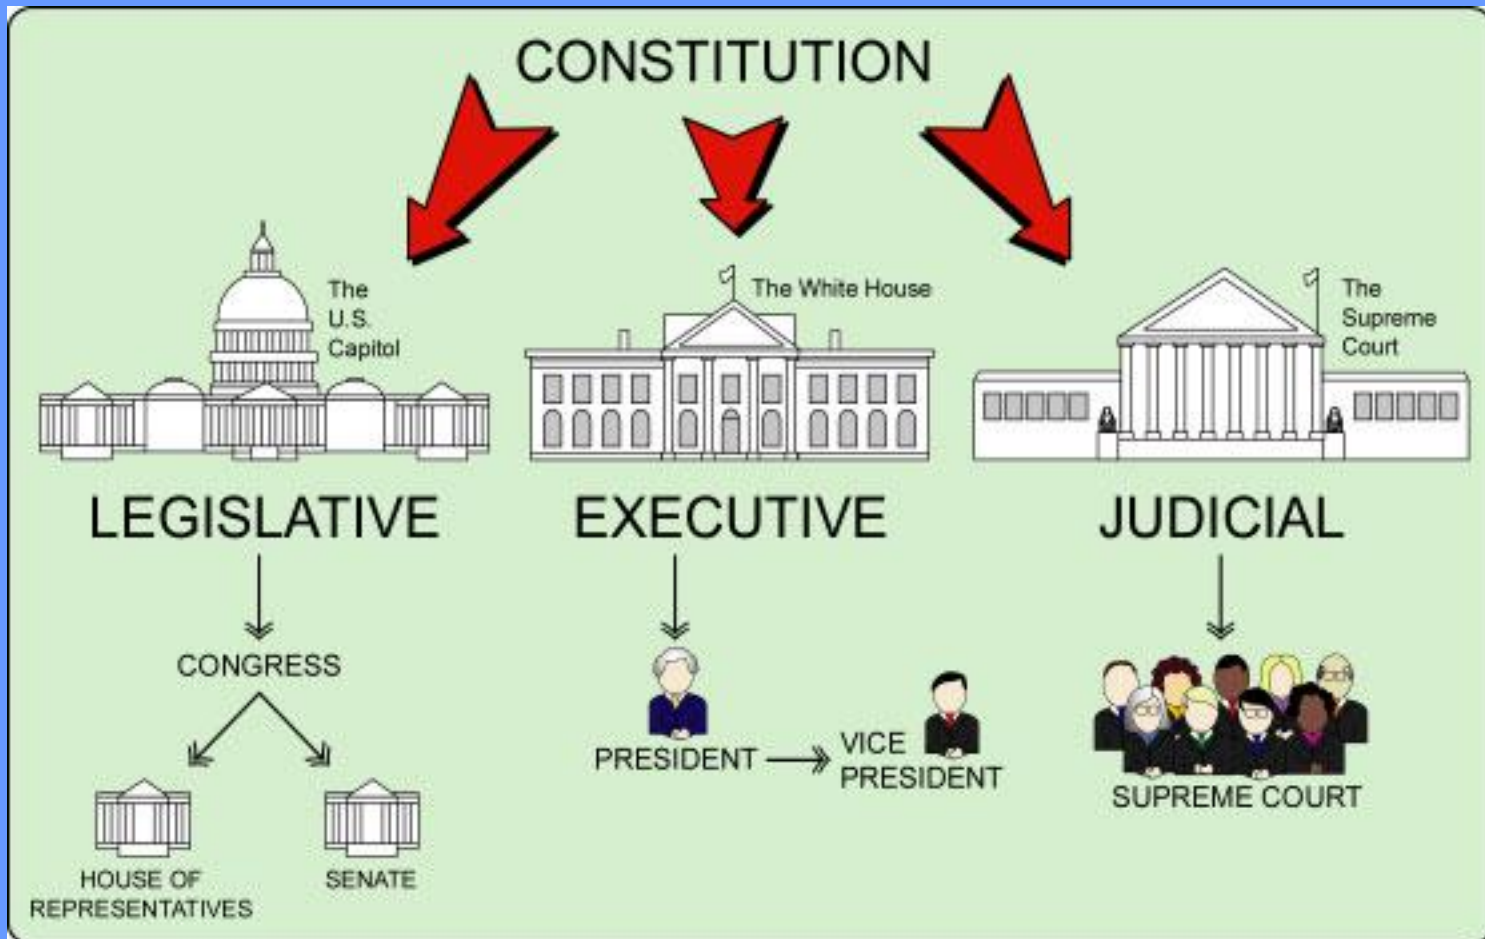 CONSTITUTION
The
U.S.
Capitol
The White House
The
Supreme
Court
LEGISLATIVE
EXECUTIVE
JUDICIAL
CONGRESS
HOUSE OF
REPRESENTATIVES
SENATE
PRESIDENT
VICE
PRESIDENT
SUPREME COURT